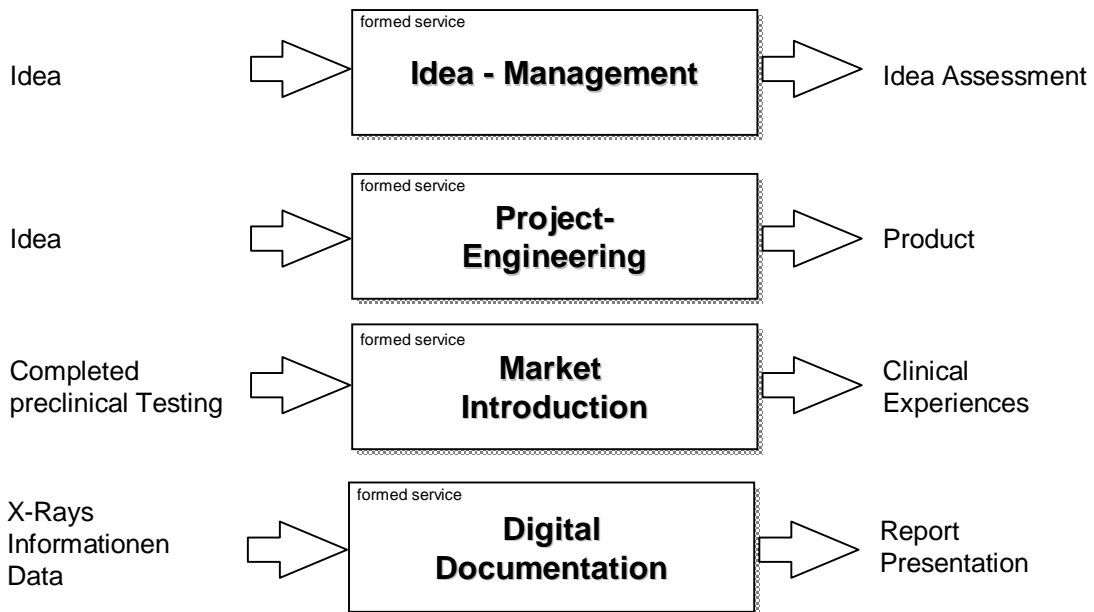 formed service
Idea - Management
Idea
Idea Assessment
formed service
Project-
Engineering
Idea
Product
formed service
Market
Introduction
Completed
preclinical Testing
Clinical
Experiences
formed service
Digital
Documentation
X-Rays
Informationen
Data
Report
Presentation